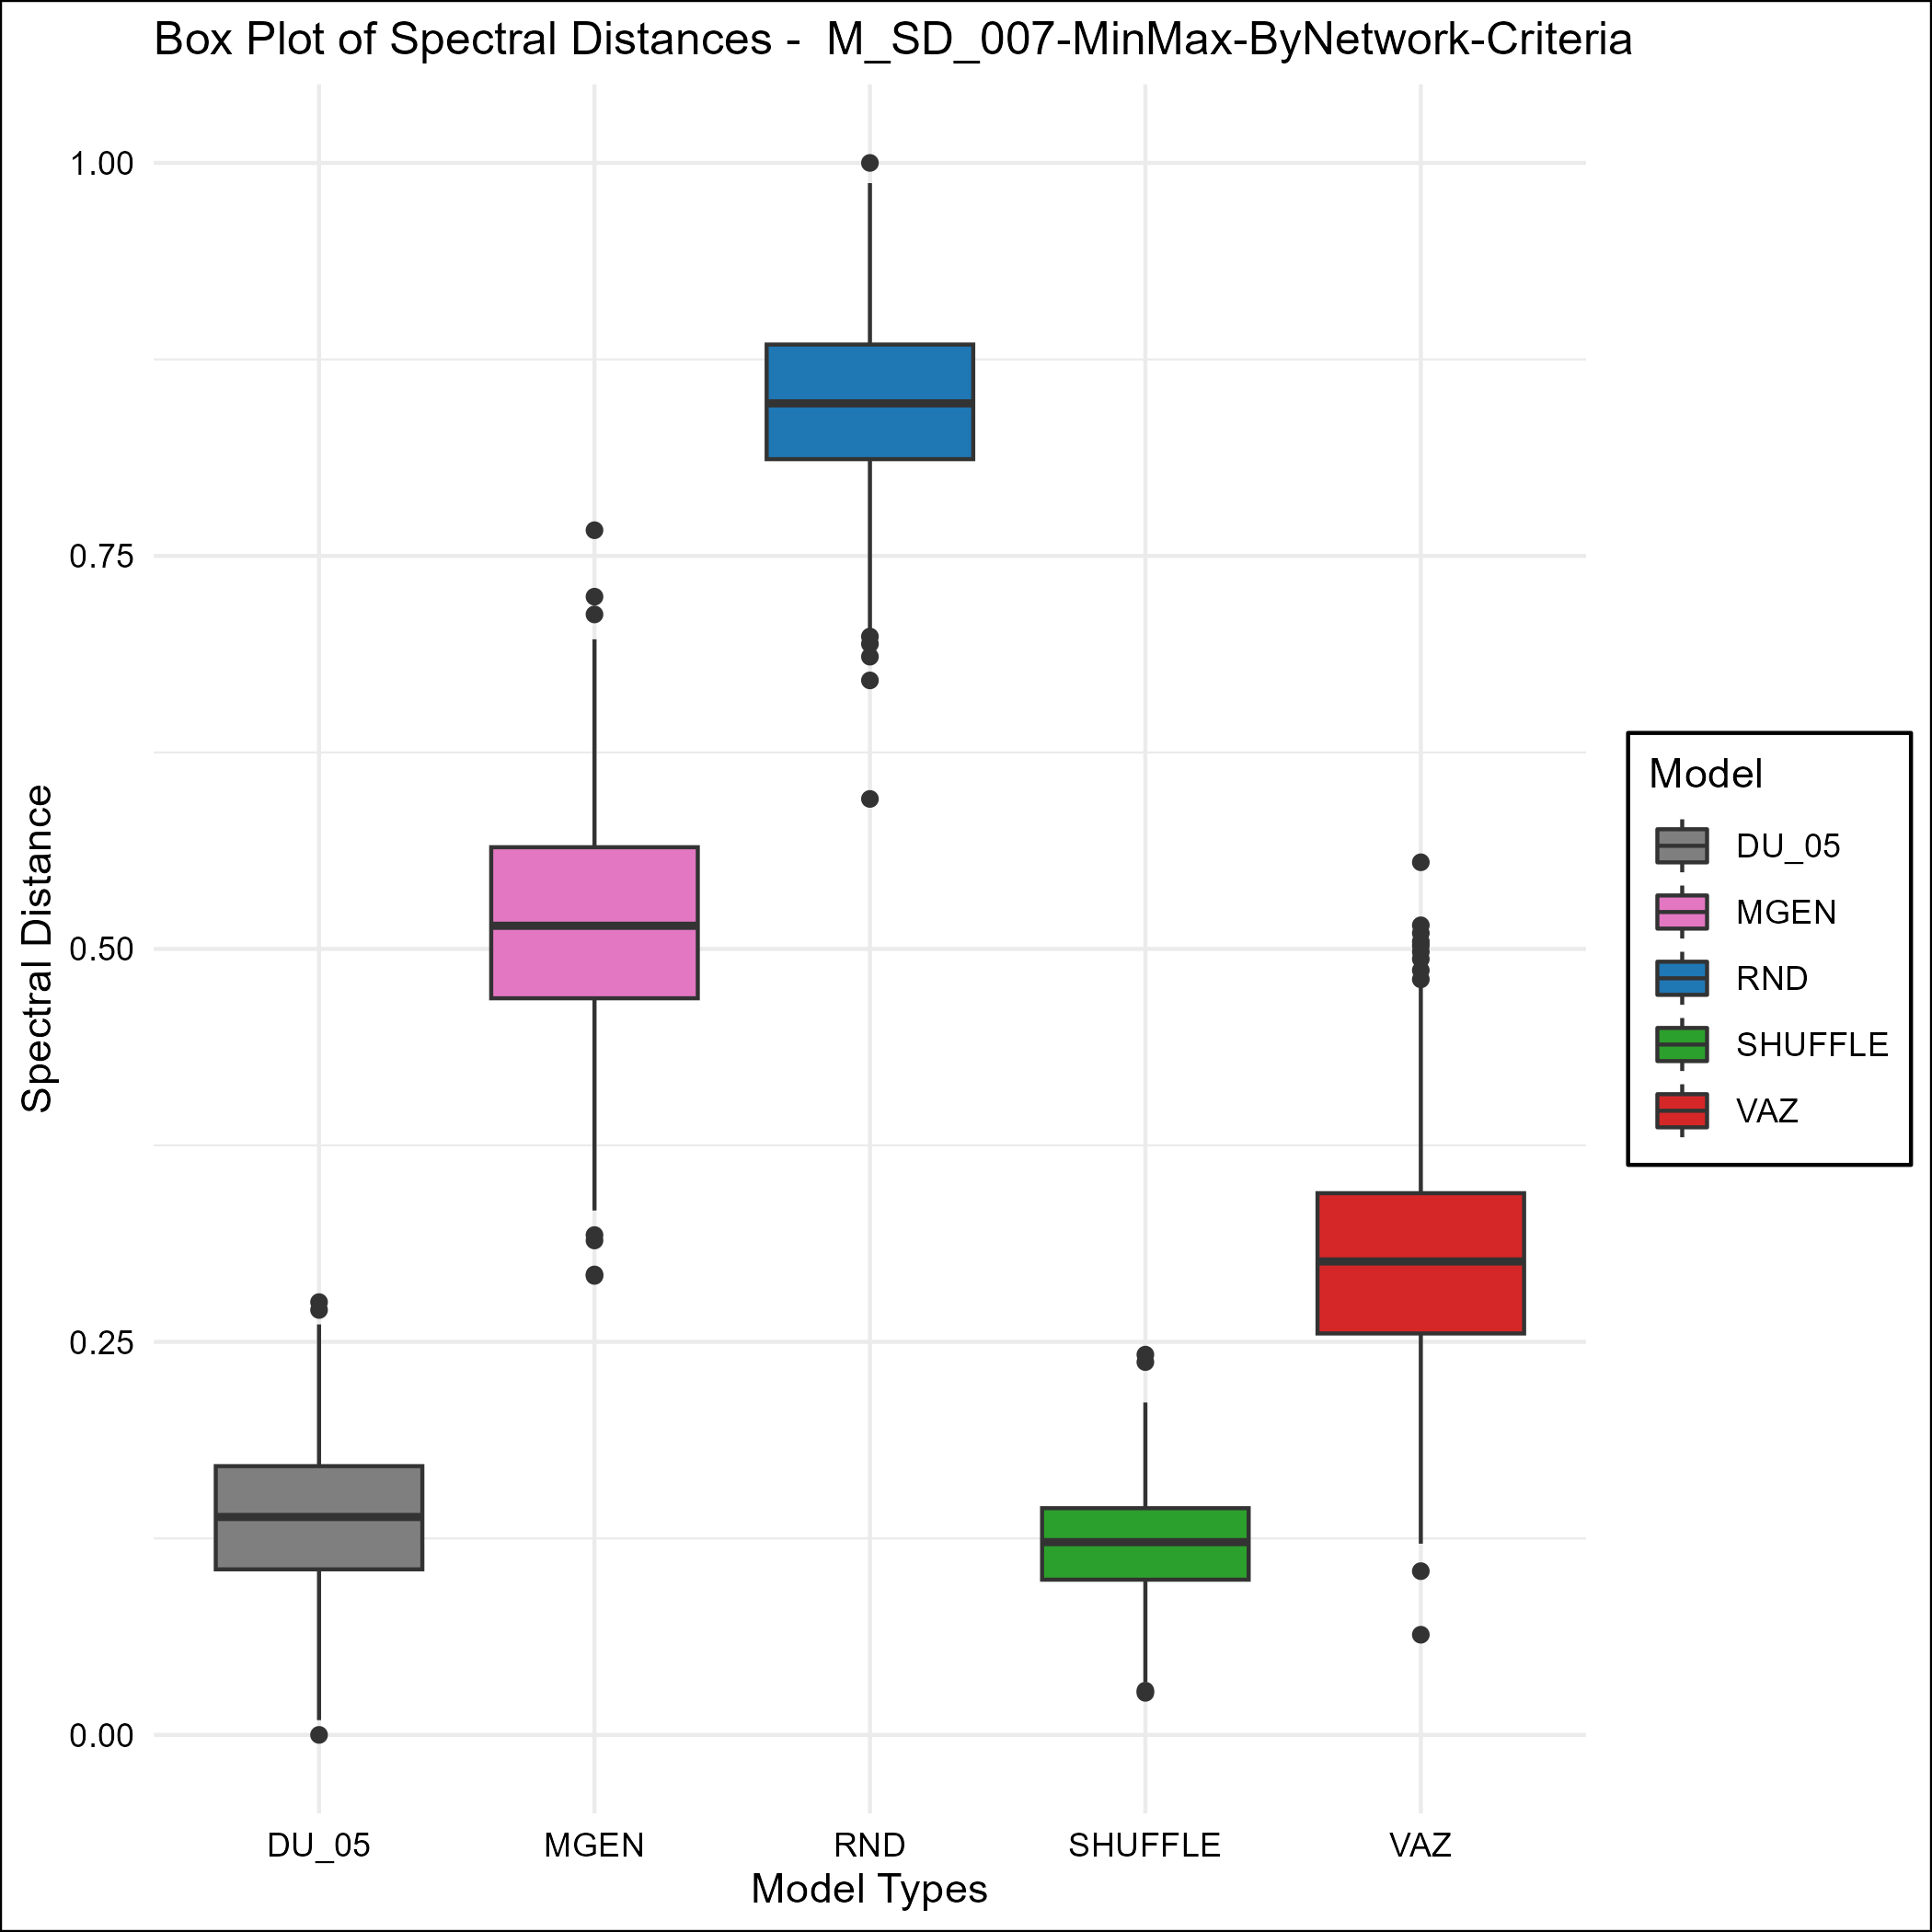 Box Plot of Spectral Distances -  M_SD_007-MinMax-ByNetwork-Criteria
Spectral Distance
1.00
0.75
0.50
0.25
0.00
DU_05
MGEN
RND
SHUFFLE
VAZ
Model Types
Model
DU_05
MGEN
RND
SHUFFLE
VAZ